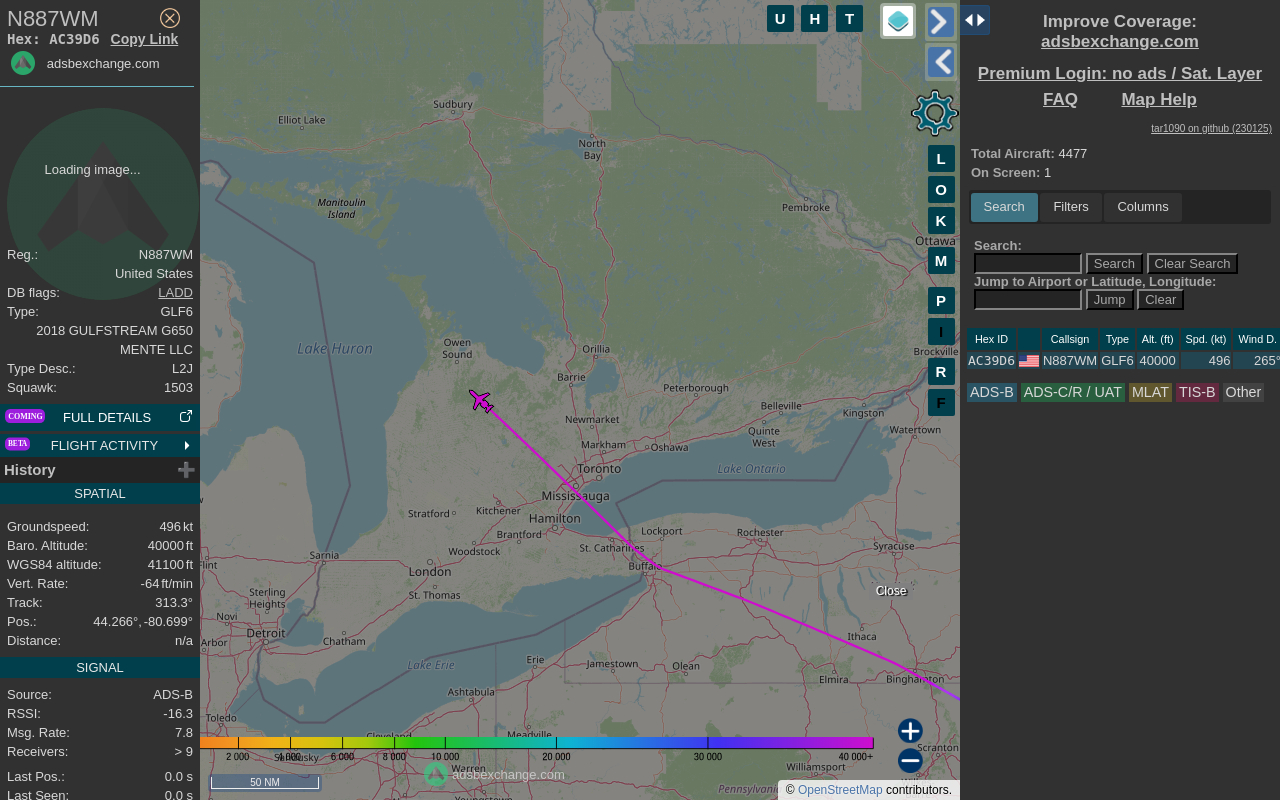 N887WM
Hex: AC39D6 Copy Link
adsbexchange.com
Loading image...
Reg.: N887WM
United States
DB flags: LADD
Type: GLF6
2018 GULFSTREAM G650
MENTE LLC
Type Desc.: L2J
Squawk: 1503
COMING FULL DETAILS
BETA FLIGHT ACTIVITY
History
SPATIAL
Groundspeed: 496 kt
Baro. Altitude: 40000 ft
WGS84 altitude: 41100 ft
Vert. Rate: -64 ft/min
Track: 313.3°
Pos.: 44.266°, -80.699°
Distance: n/a
SIGNAL
Source: ADS-B
RSSI: -16.3
Msg. Rate: 7.8
Receivers: > 9
Last Pos.: 0.0 s
Last Seen: 0.0 s
U H T
L
O
K
M
P
I
R
F
Sudbury
Elliot Lake
North
Bay
Manitoulin
Island
Pembroke
Ottawa
Lake Huron
Owen
Sound
Orillia
Brockville
Barrie
Peterborough
Newmarket
Belleville
Kingston
Quinte
West
Watertown
Markham
Oshawa
Toronto
Lake Ontario
Mississauga
Stratford
Kitchener
Hamilton
Brantford
Lockport
Rochester
St. Catharines
Syracuse
Woodstock
Sarnia
Flint
London
Buffalo
St. Thomas
Sterling
Heights
Close
Novi
Detroit
Arbor
Chatham
Ithaca
Lake Erie
Erie
Jamestown
Olean
Elmira
Binghamton
Ashtabula
Toledo
Cleveland
Meadville
Scranton
2 000 4 000 6 000 8 000 10 000 20 000 30 000 40 000+
Sandusky
Warren
Williamsport
50 NM
adsbexchange.com
Youngstown
Pennsylvania
© OpenStreetMap contributors.
Improve Coverage:
adsbexchange.com
Premium Login: no ads / Sat. Layer
FAQ Map Help
tar1090 on github (230125)
Total Aircraft: 4477
On Screen: 1
Search Filters Columns
Search:
Search Clear Search
Jump to Airport or Latitude, Longitude:
Jump Clear
Hex ID Callsign Type Alt. (ft) Spd. (kt) Wind D.
AC39D6 N887WM GLF6 40000 496 265°
ADS-B ADS-C/R / UAT MLAT TIS-B Other